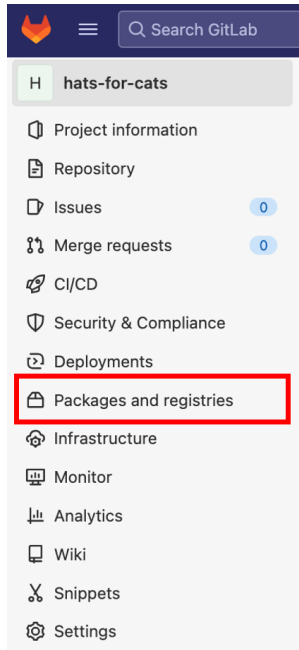 Search GitLab
H hats-for-cats
Project information
Repository
Issues 0
Merge requests 0
CI/CD
Security & Compliance
Deployments
Packages and registries
Infrastructure
Monitor
Analytics
Wiki
Snippets
Settings